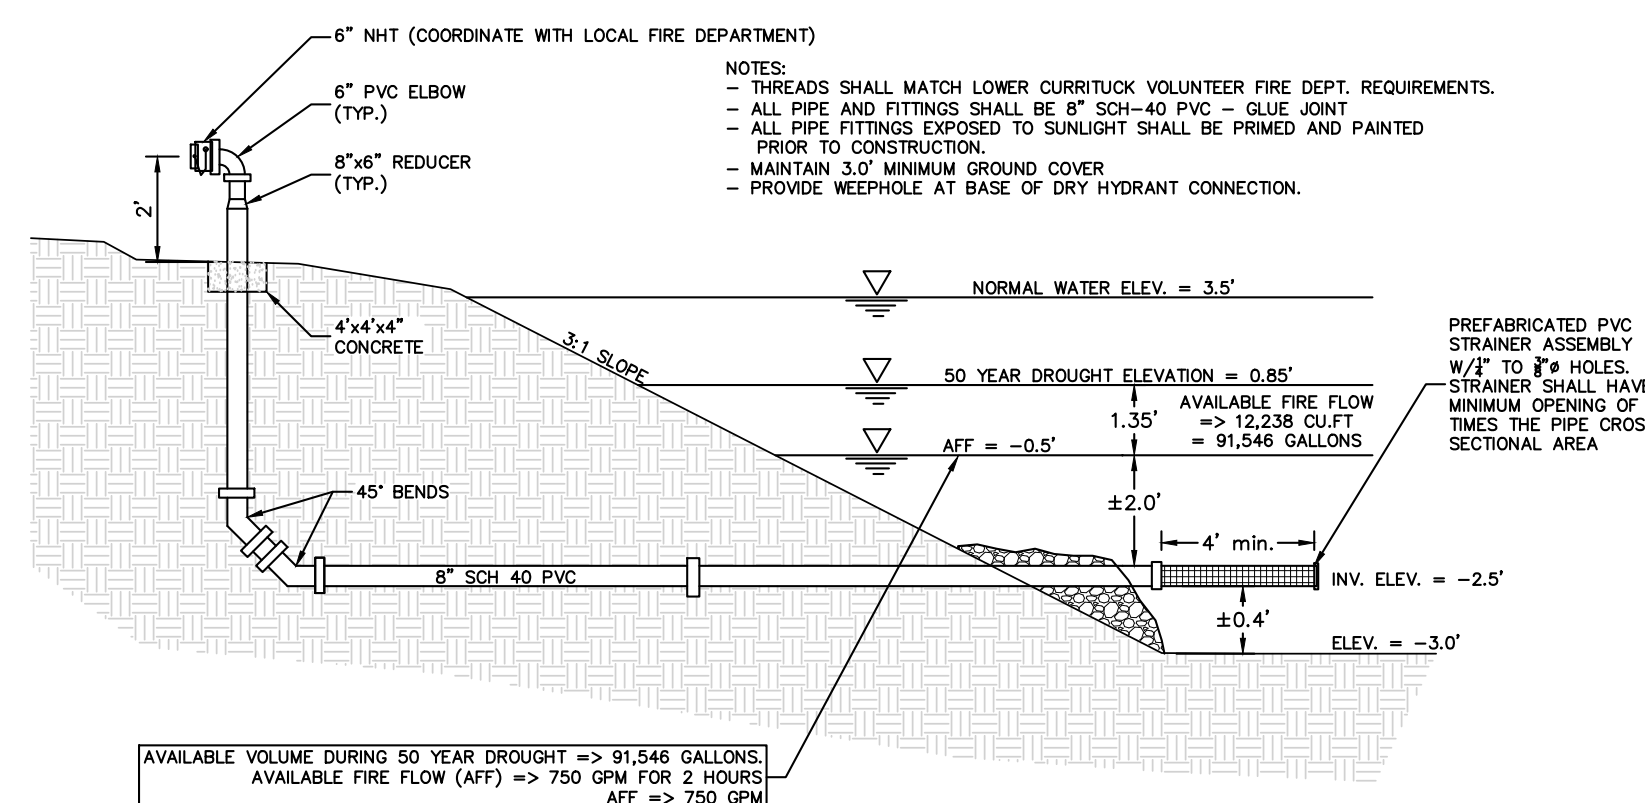 6" NHT (COORDINATE WITH LOCAL FIRE DEPARTMENT)
6" PVC ELBOW
(TYP.)
8"x6" REDUCER
(TYP.)
2'
NOTES:
- THREADS SHALL MATCH LOWER CURRITUCK VOLUNTEER FIRE DEPT. REQUIREMENTS.
- ALL PIPE AND FITTINGS SHALL BE 8" SCH-40 PVC - GLUE JOINT
- ALL PIPE FITTINGS EXPOSED TO SUNLIGHT SHALL BE PRIMED AND PAINTED
PRIOR TO CONSTRUCTION.
- MAINTAIN 3.0' MINIMUM GROUND COVER
- PROVIDE WEEPHOLE AT BASE OF DRY HYDRANT CONNECTION.
NORMAL WATER ELEV. = 3.5'
4'x4'x4"
CONCRETE
3:1 SLOPE
50 YEAR DROUGHT ELEVATION = 0.85'
1.35'
AVAILABLE FIRE FLOW
=> 12,238 CU.FT
= 91,546 GALLONS
AFF = -0.5'
PREFABRICATED PVC
STRAINER ASSEMBLY
W/¼" TO ⅜"Ø HOLES.
STRAINER SHALL HAVE
MINIMUM OPENING OF
TIMES THE PIPE CROS
SECTIONAL AREA
±2.0'
45° BENDS
4' min.
8" SCH 40 PVC
INV. ELEV. = -2.5'
±0.4'
ELEV. = -3.0'
AVAILABLE VOLUME DURING 50 YEAR DROUGHT => 91,546 GALLONS.
AVAILABLE FIRE FLOW (AFF) => 750 GPM FOR 2 HOURS
AFF => 750 GPM